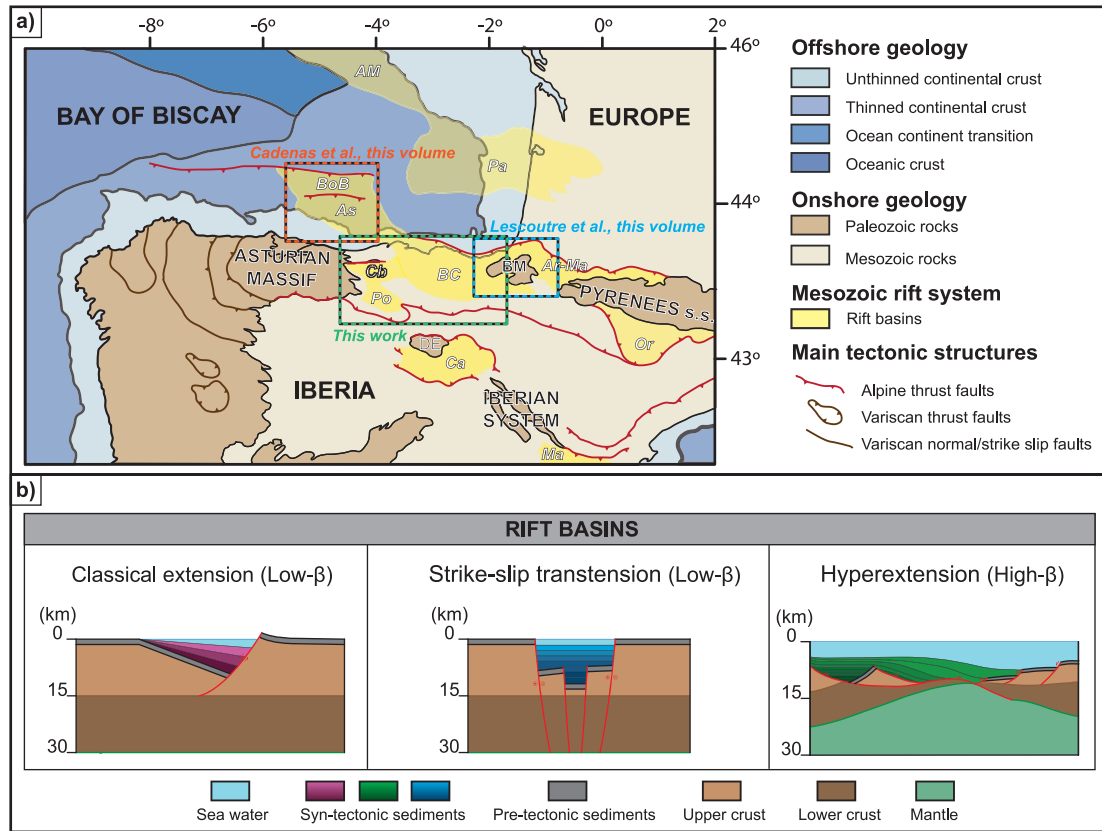 a)
-8º -6º -4º -2º 0º 2º
46º
44º
43º
BAY OF BISCAY
EUROPE
AM
Pa
Cadenas et al., this volume
BoB
As
Lescoutre et al., this volume
ASTURIAN
MASSIF
Cb
BC
BM
Ar-Ma
Po
PYRENEES s.s.
This work
DE
Ca
Or
IBERIA
IBERIAN
SYSTEM
Ma
Offshore geology
Unthinned continental crust
Thinned continental crust
Ocean continent transition
Oceanic crust
Onshore geology
Paleozoic rocks
Mesozoic rocks
Mesozoic rift system
Rift basins
Main tectonic structures
Alpine thrust faults
Variscan thrust faults
Variscan normal/strike slip faults
b)
RIFT BASINS
Classical extension (Low-β)
(km)
0
15
30
Strike-slip transtension (Low-β)
(km)
0
15
30
Hyperextension (High-β)
(km)
0
15
30
Sea water
Syn-tectonic sediments
Pre-tectonic sediments
Upper crust
Lower crust
Mantle